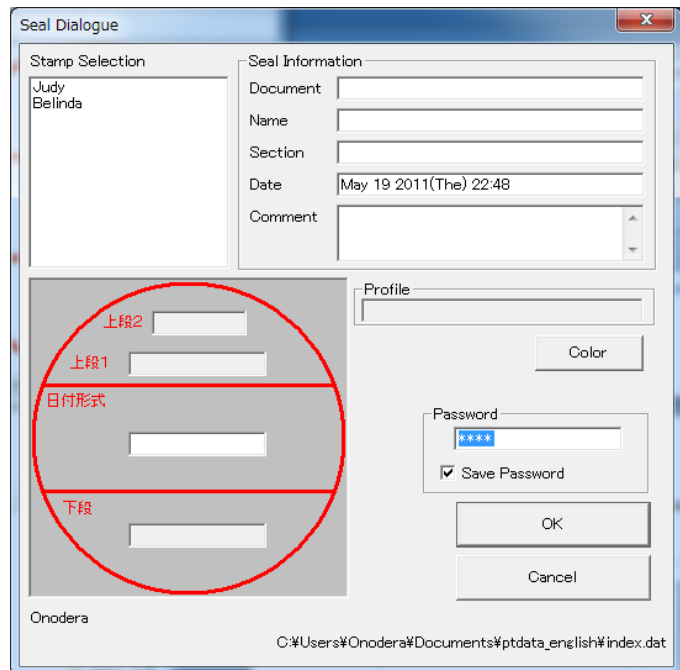 Seal Dialogue
Stamp Selection
Judy
Belinda
Seal Information
Document
Name
Section
Date May 19 2011(The) 22:48
Comment
上段2
上段1
日付形式
下段
Profile
Color
Password
****
Save Password
OK
Cancel
Onodera
C:¥Users¥Onodera¥Documents¥ptdata_english¥index.dat